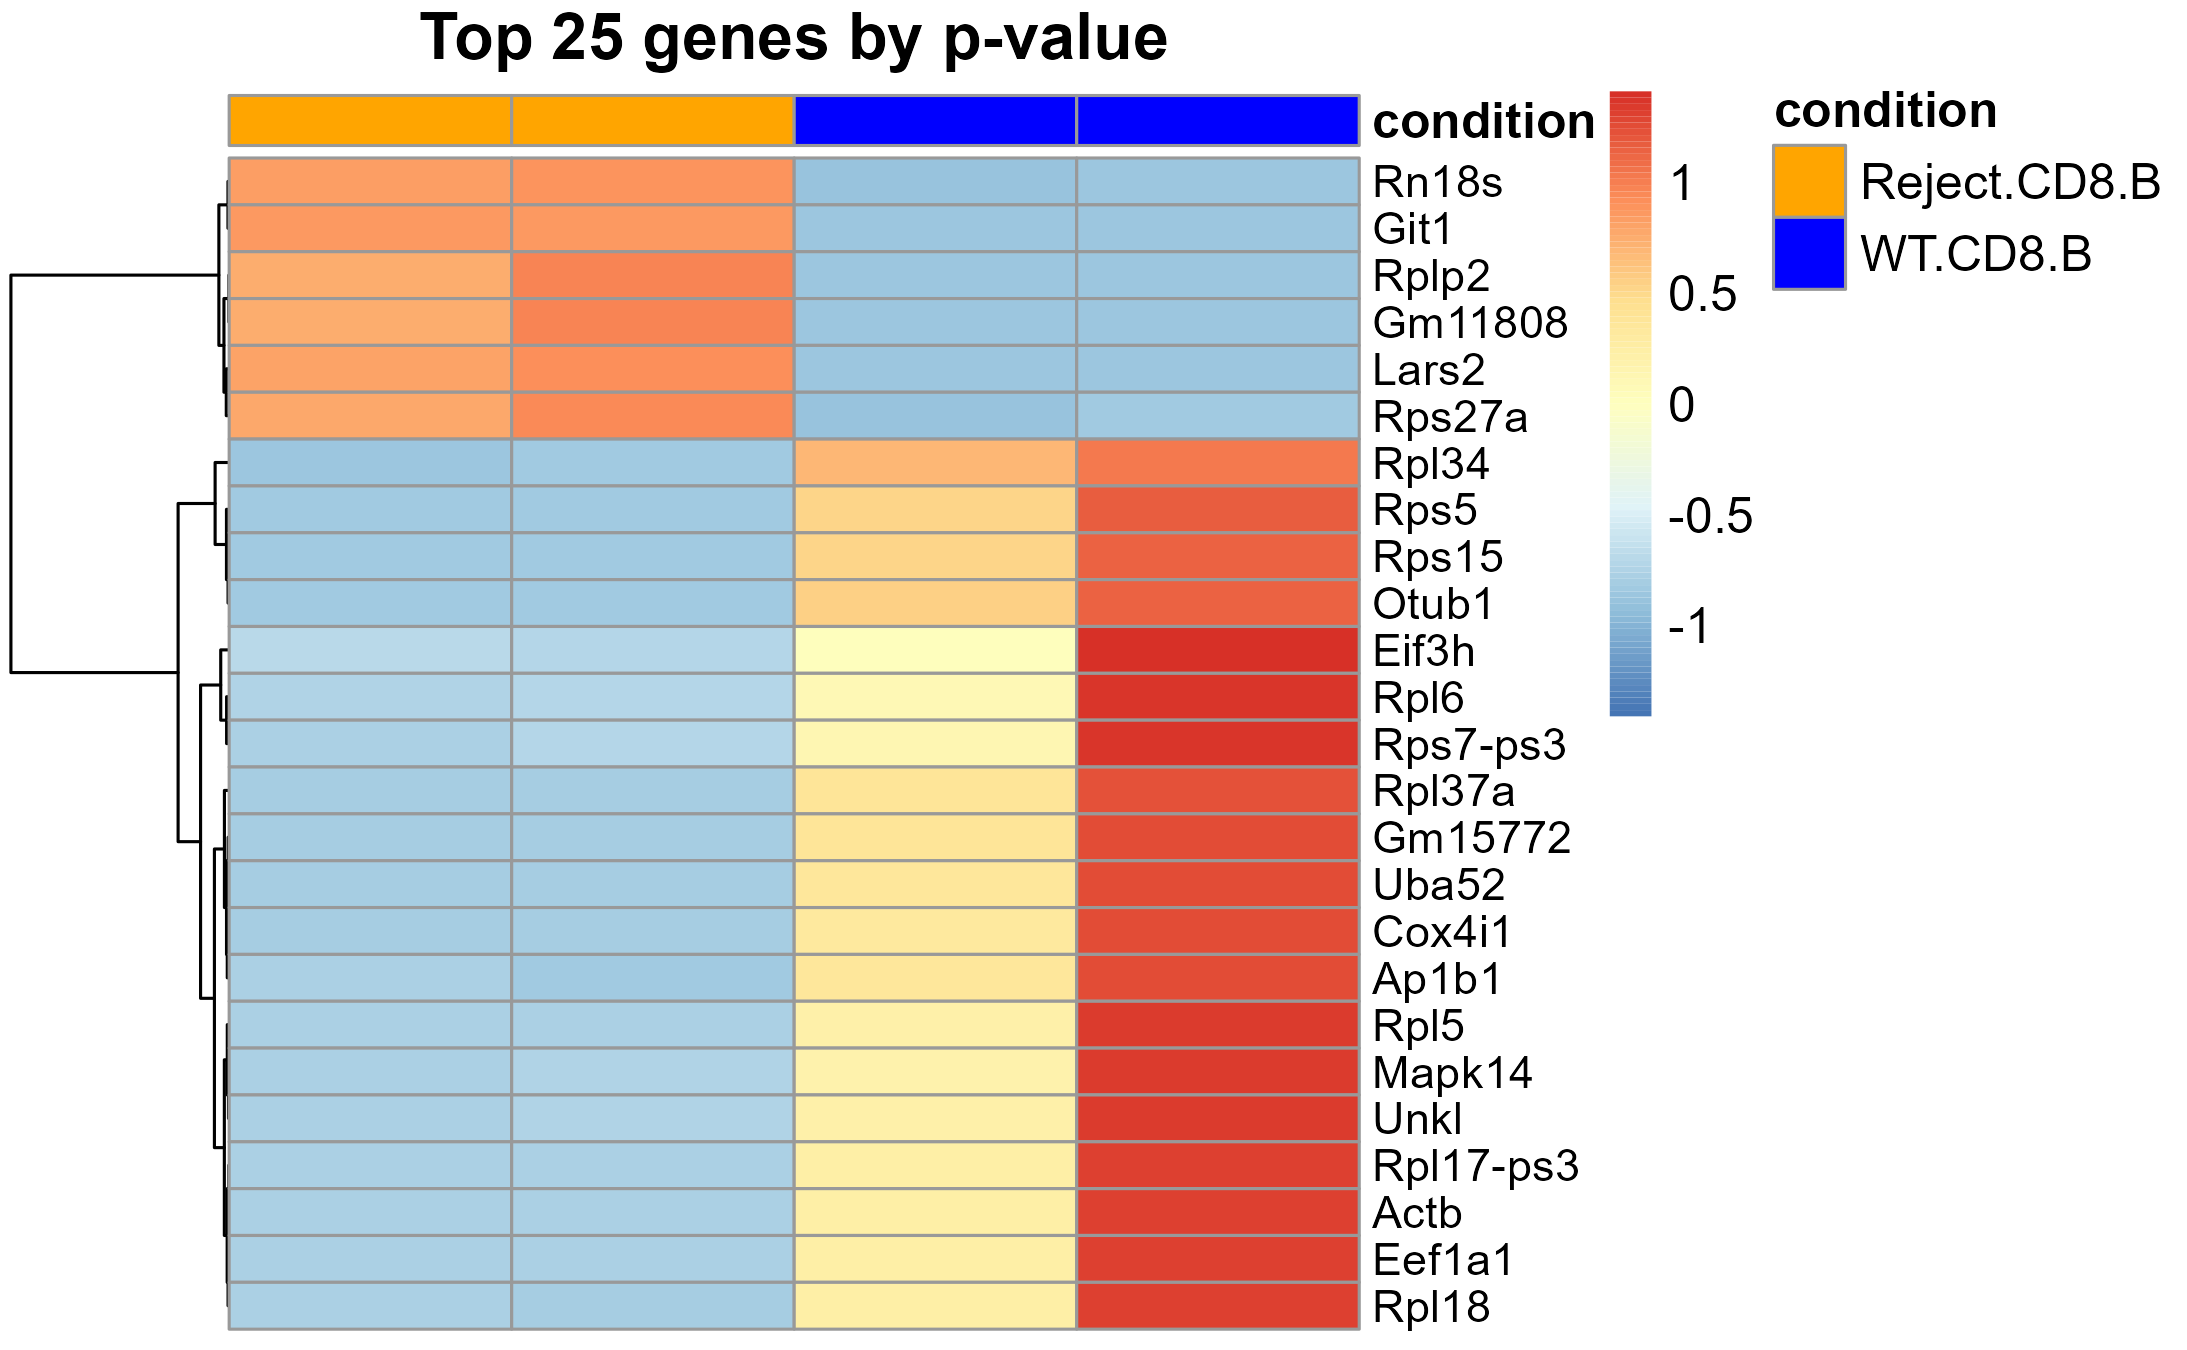 Top 25 genes by p-value
condition
Rn18s
Git1
Rplp2
Gm11808
Lars2
Rps27a
Rpl34
Rps5
Rps15
Otub1
Eif3h
Rpl6
Rps7-ps3
Rpl37a
Gm15772
Uba52
Cox4i1
Ap1b1
Rpl5
Mapk14
Unkl
Rpl17-ps3
Actb
Eef1a1
Rpl18
1
0.5
0
-0.5
-1
condition
Reject.CD8.B
WT.CD8.B